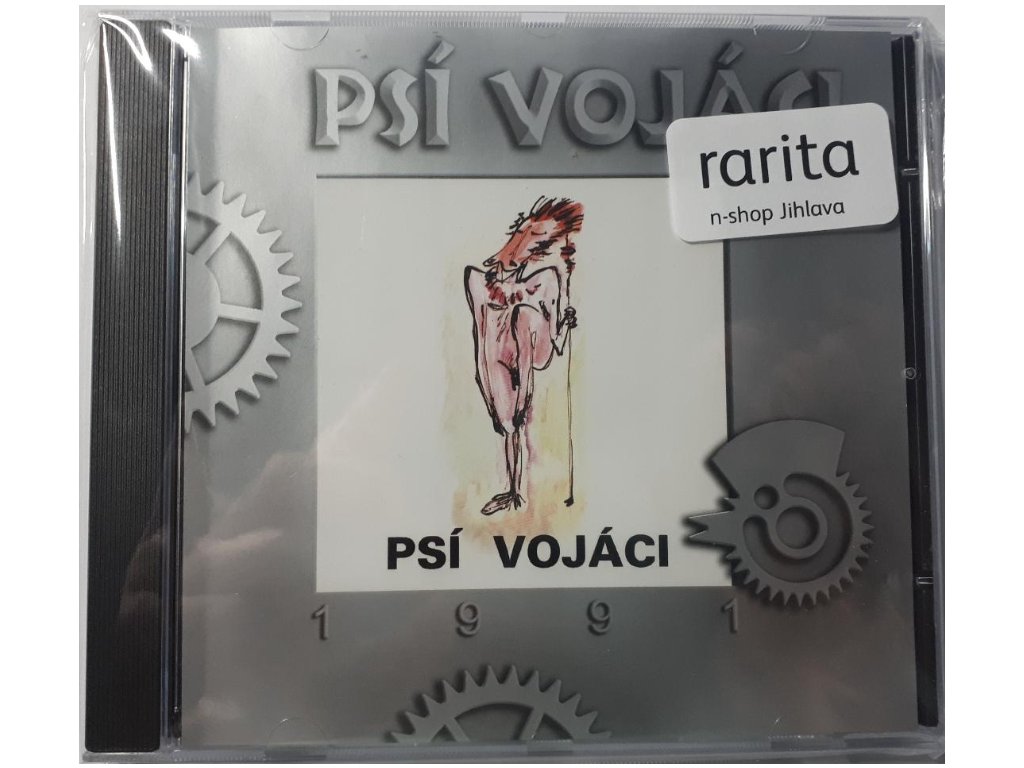 PSÍ VOJÁCI
rarita
n-shop Jihlava
PSÍ VOJÁCI
1 9 9 1